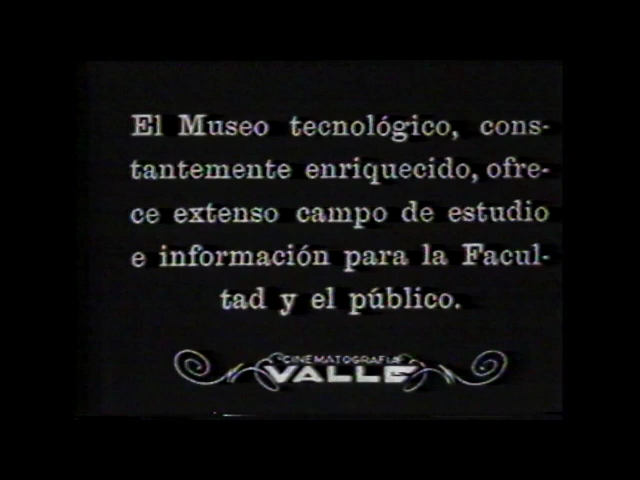 El Museo tecnológico, cons-
tantemente enriquecido, ofre-
ce extenso campo de estudio
e información para la Facul-
tad y el público.
CINEMATOGRAFIA
VALLE